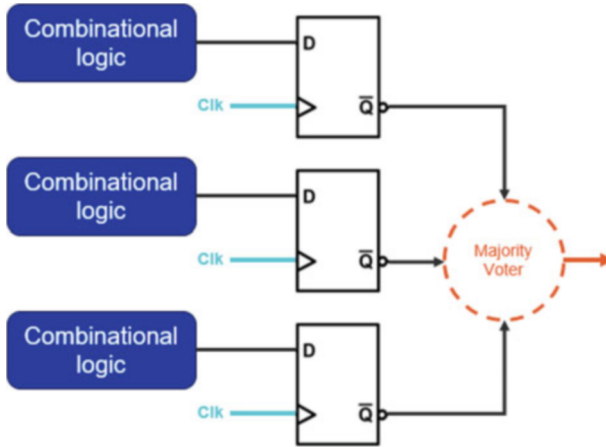 Combinational
logic
D
Clk
Q̅
Combinational
logic
D
Clk
Q̅
Majority
Voter
Combinational
logic
D
Clk
Q̅